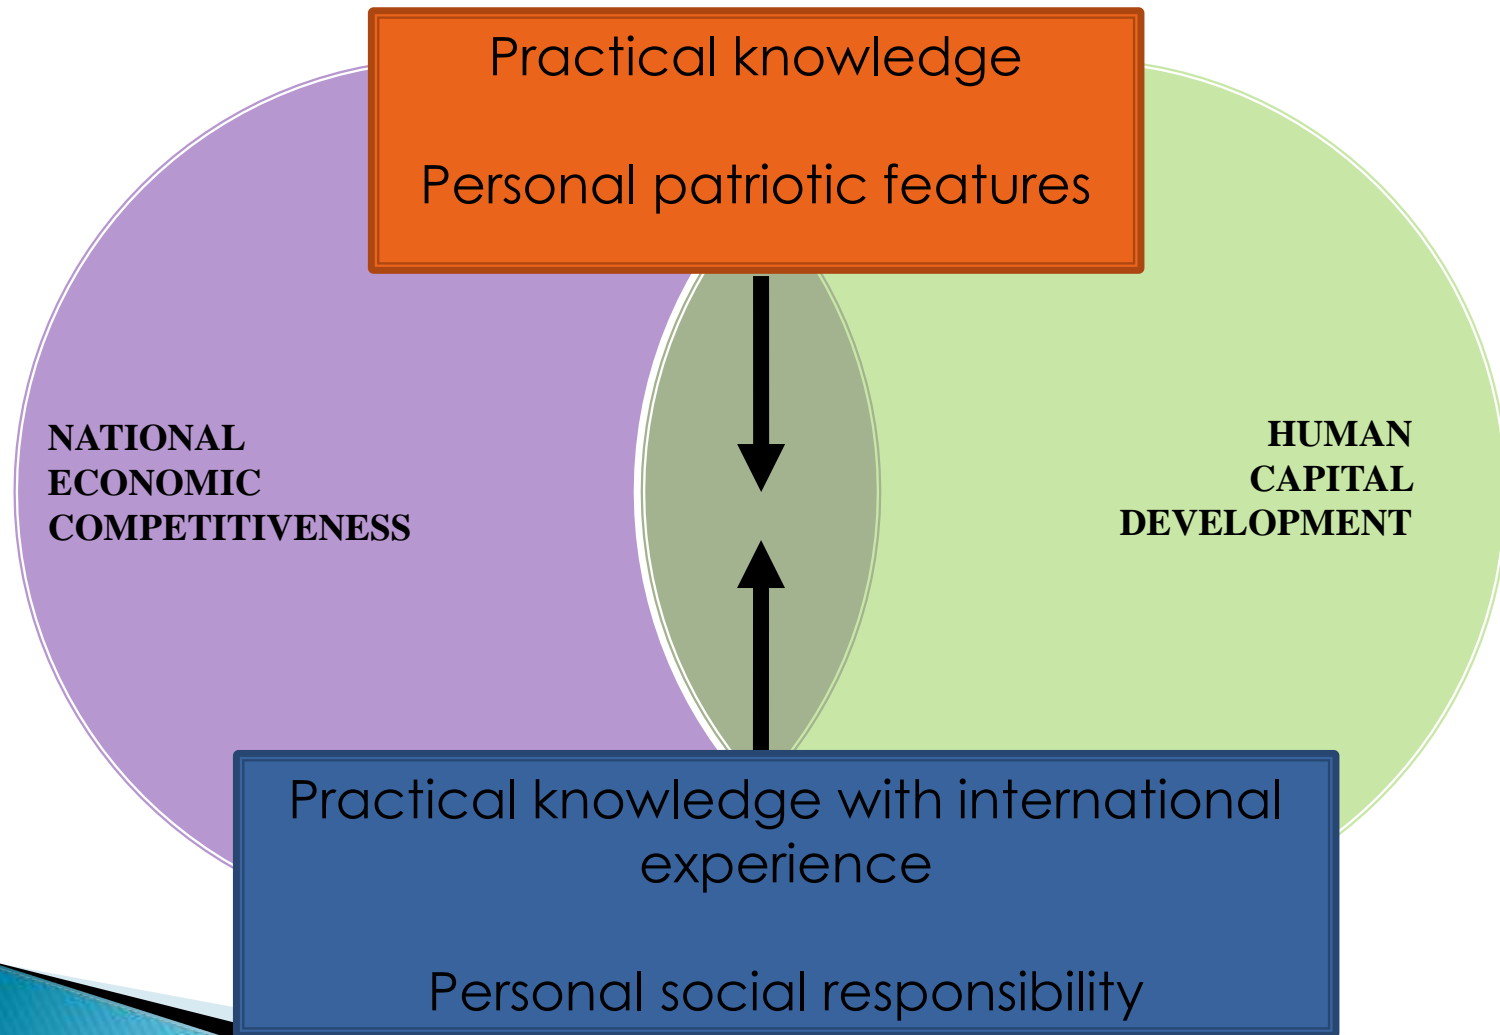 Practical knowledge
Personal patriotic features
NATIONAL
ECONOMIC
COMPETITIVENESS
HUMAN
CAPITAL
DEVELOPMENT
Practical knowledge with international
experience
Personal social responsibility